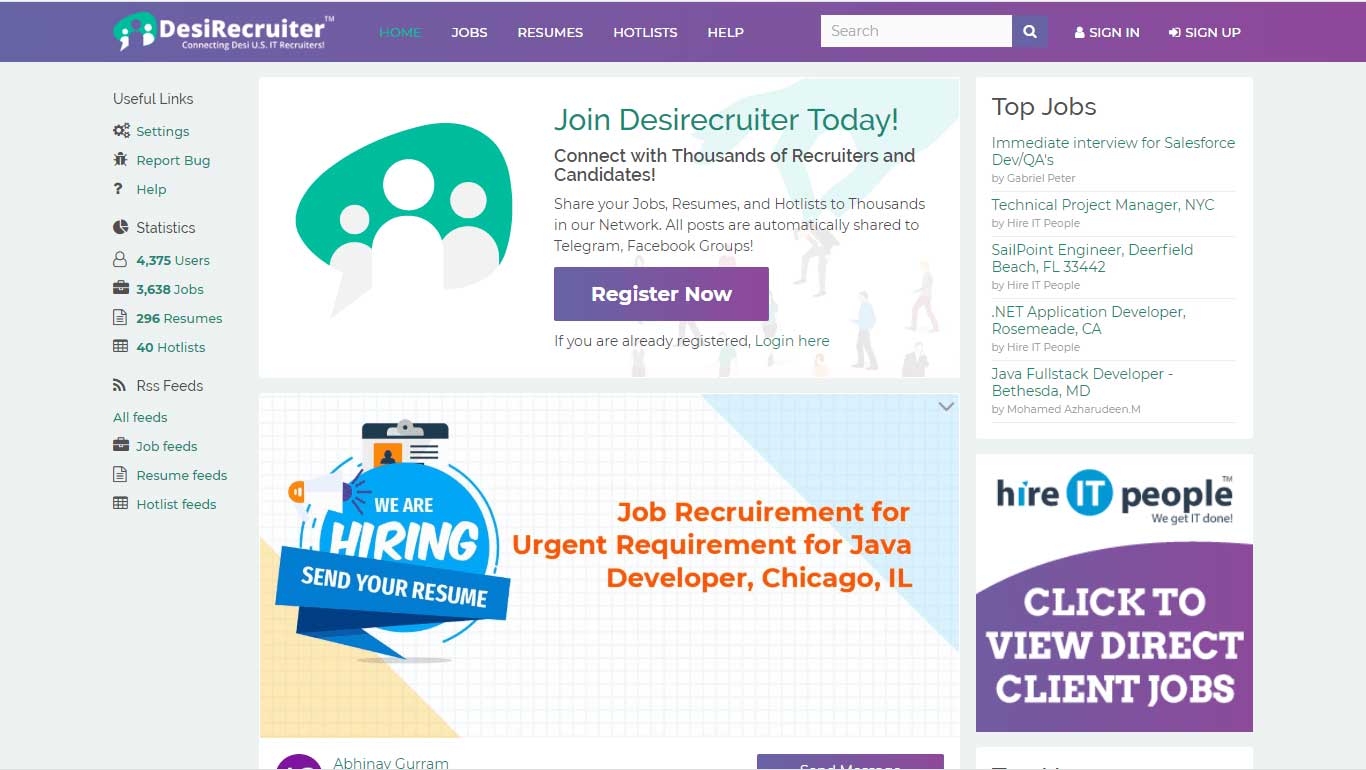 DesiRecruiter™
Connecting Desi U.S. IT Recruiters!
HOME JOBS RESUMES HOTLISTS HELP
Search
SIGN IN SIGN UP
Useful Links
Settings
Report Bug
Help
Statistics
4,375 Users
3,638 Jobs
296 Resumes
40 Hotlists
Rss Feeds
All feeds
Job feeds
Resume feeds
Hotlist feeds
Join Desirecruiter Today!
Connect with Thousands of Recruiters and
Candidates!
Share your Jobs, Resumes, and Hotlists to Thousands
in our Network. All posts are automatically shared to
Telegram, Facebook Groups!
Register Now
If you are already registered, Login here
WE ARE
HIRING
SEND YOUR RESUME
Job Recruirement for
Urgent Requirement for Java
Developer, Chicago, IL
Abhinav Gurram
Send Message
Top Jobs
Immediate interview for Salesforce
Dev/QA's
by Gabriel Peter
Technical Project Manager, NYC
by Hire IT People
SailPoint Engineer, Deerfield
Beach, FL 33442
by Hire IT People
.NET Application Developer,
Rosemeade, CA
by Hire IT People
Java Fullstack Developer -
Bethesda, MD
by Mohamed Azharudeen.M
hire IT people™
We get IT done!
CLICK TO
VIEW DIRECT
CLIENT JOBS